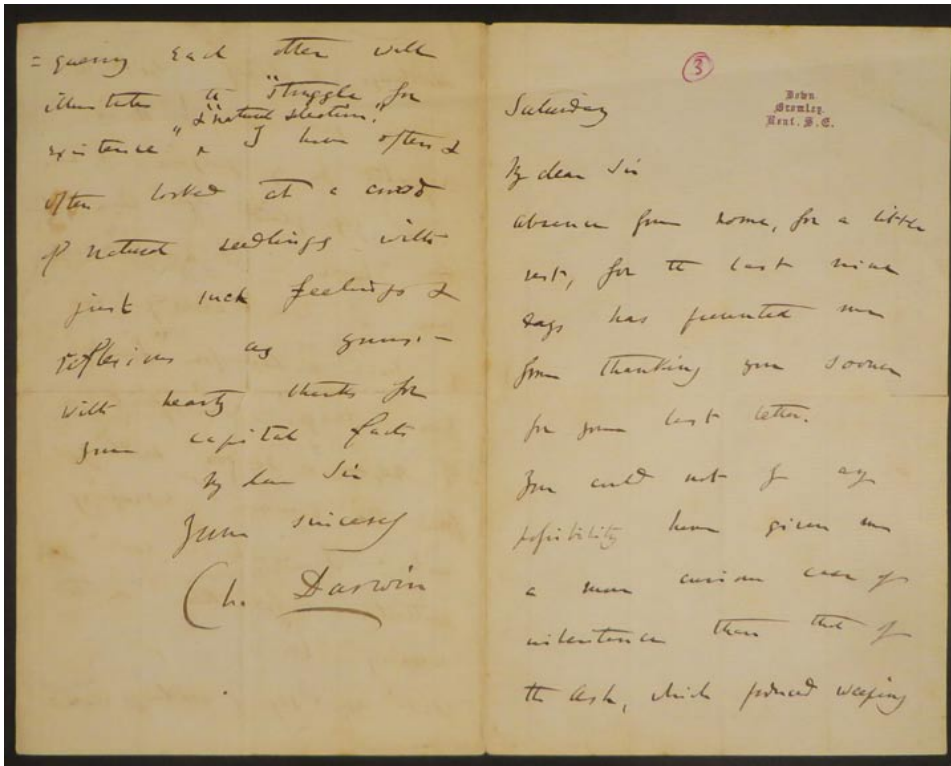 =quering each other well
illustrates a "struggle for
"& natural selection,"
existence" & I have often &
often looked at a crowd
of natural seedlings with
just such feelings &
reflexions as yours.—
With hearty thanks for
your capital facts
My dear Sir
Yours sincerely
Ch. Darwin
3
Down.
Bromley.
Kent. S.E.
Saturday
My dear Sir
absence from home, for a little
rest, for the last nine
days has prevented me
from thanking you sooner
for your last letter.
You could not by any
possibility have given me
a more curious case of
inheritance than that of
the Ash, which produced weeping